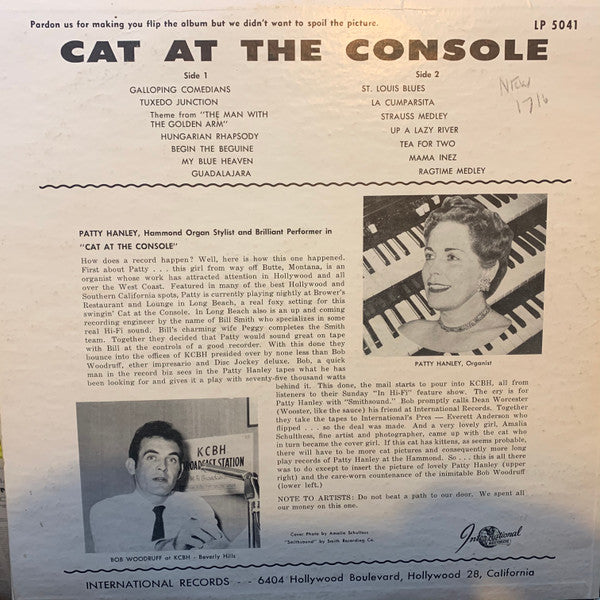 Pardon us for making you flip the album but we didn't want to spoil the picture.
LP 5041
CAT AT THE CONSOLE
Side 1
GALLOPING COMEDIANS
TUXEDO JUNCTION
Theme from "THE MAN WITH
THE GOLDEN ARM"
HUNGARIAN RHAPSODY
BEGIN THE BEGUINE
MY BLUE HEAVEN
GUADALAJARA
Side 2
ST. LOUIS BLUES
LA CUMPARSITA
STRAUSS MEDLEY
UP A LAZY RIVER
TEA FOR TWO
MAMA INEZ
RAGTIME MEDLEY
PATTY HANLEY, Hammond Organ Stylist and Brilliant Performer in
"CAT AT THE CONSOLE"
How does a record happen? Well, here is how this one happened.
First about Patty . . . this girl from way off Butte, Montana, is an
organist whose work has attracted attention in Hollywood and all
over the West Coast. Featured in many of the best Hollywood and
Southern California spots, Patty is currently playing nightly at Brower's
Restaurant and Lounge in Long Beach, a real foxy setting for this
swingin' Cat at the Console. In Long Beach also is an up and coming
recording engineer by the name of Bill Smith who specializes in some
real Hi-Fi sound. Bill's charming wife Peggy completes the Smith
team. Together they decided that Patty would sound great on tape
with Bill at the controls of a good recorder. With this done they
bounce into the offices of KCBH presided over by none less than Bob
Woodruff, ether impresario and Disc Jockey deluxe. Bob, a quick
man in the record biz sees in the Patty Hanley tapes what he has
been looking for and gives it a play with seventy-five thousand watts
behind it. This done, the mail starts to pour into KCBH, all from
listeners to their Sunday "In Hi-Fi" feature show. The cry is for
Patty Hanley with "Smithsound." Bob promptly calls Dean Worcester
(Wooster, like the sauce) his friend at International Records. Together
they take the tapes to International's Pres — Everett Anderson who
flipped . . . so the deal was made. And a very lovely girl, Amalia
Schulthess, fine artist and photographer, came up with the cat who
in turn became the cover girl. If this cat has kittens, as seems probable,
there will have to be more cat pictures and consequently more long
play records of Patty Hanley at the Hammond. So . . . this is all there
was to do except to insert the picture of lovely Patty Hanley (upper
right) and the care-worn countenance of the inimitable Bob Woodruff
(lower left.)
NOTE TO ARTISTS: Do not beat a path to our door. We spent all
our money on this one.
PATTY HANLEY, Organist
KCBH
BROADCAST STATION
BOB WOODRUFF at KCBH - Beverly Hills
Cover Photo by Amalia Schulthess
"Smithsound" by Smith Recording Co.
International
INTERNATIONAL RECORDS - - 6404 Hollywood Boulevard, Hollywood 28, California